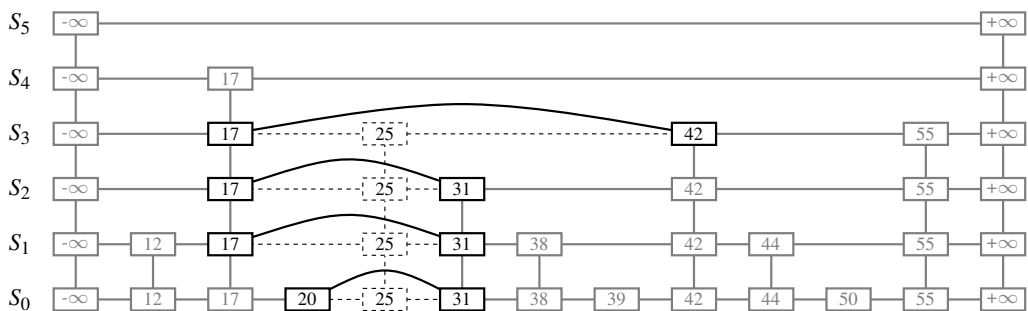 S5 -∞ +∞
S4 -∞ 17 +∞
S3 -∞ 17 25 42 55 +∞
S2 -∞ 17 25 31 42 55 +∞
S1 -∞ 12 17 25 31 38 42 44 55 +∞
S0 -∞ 12 17 20 25 31 38 39 42 44 50 55 +∞